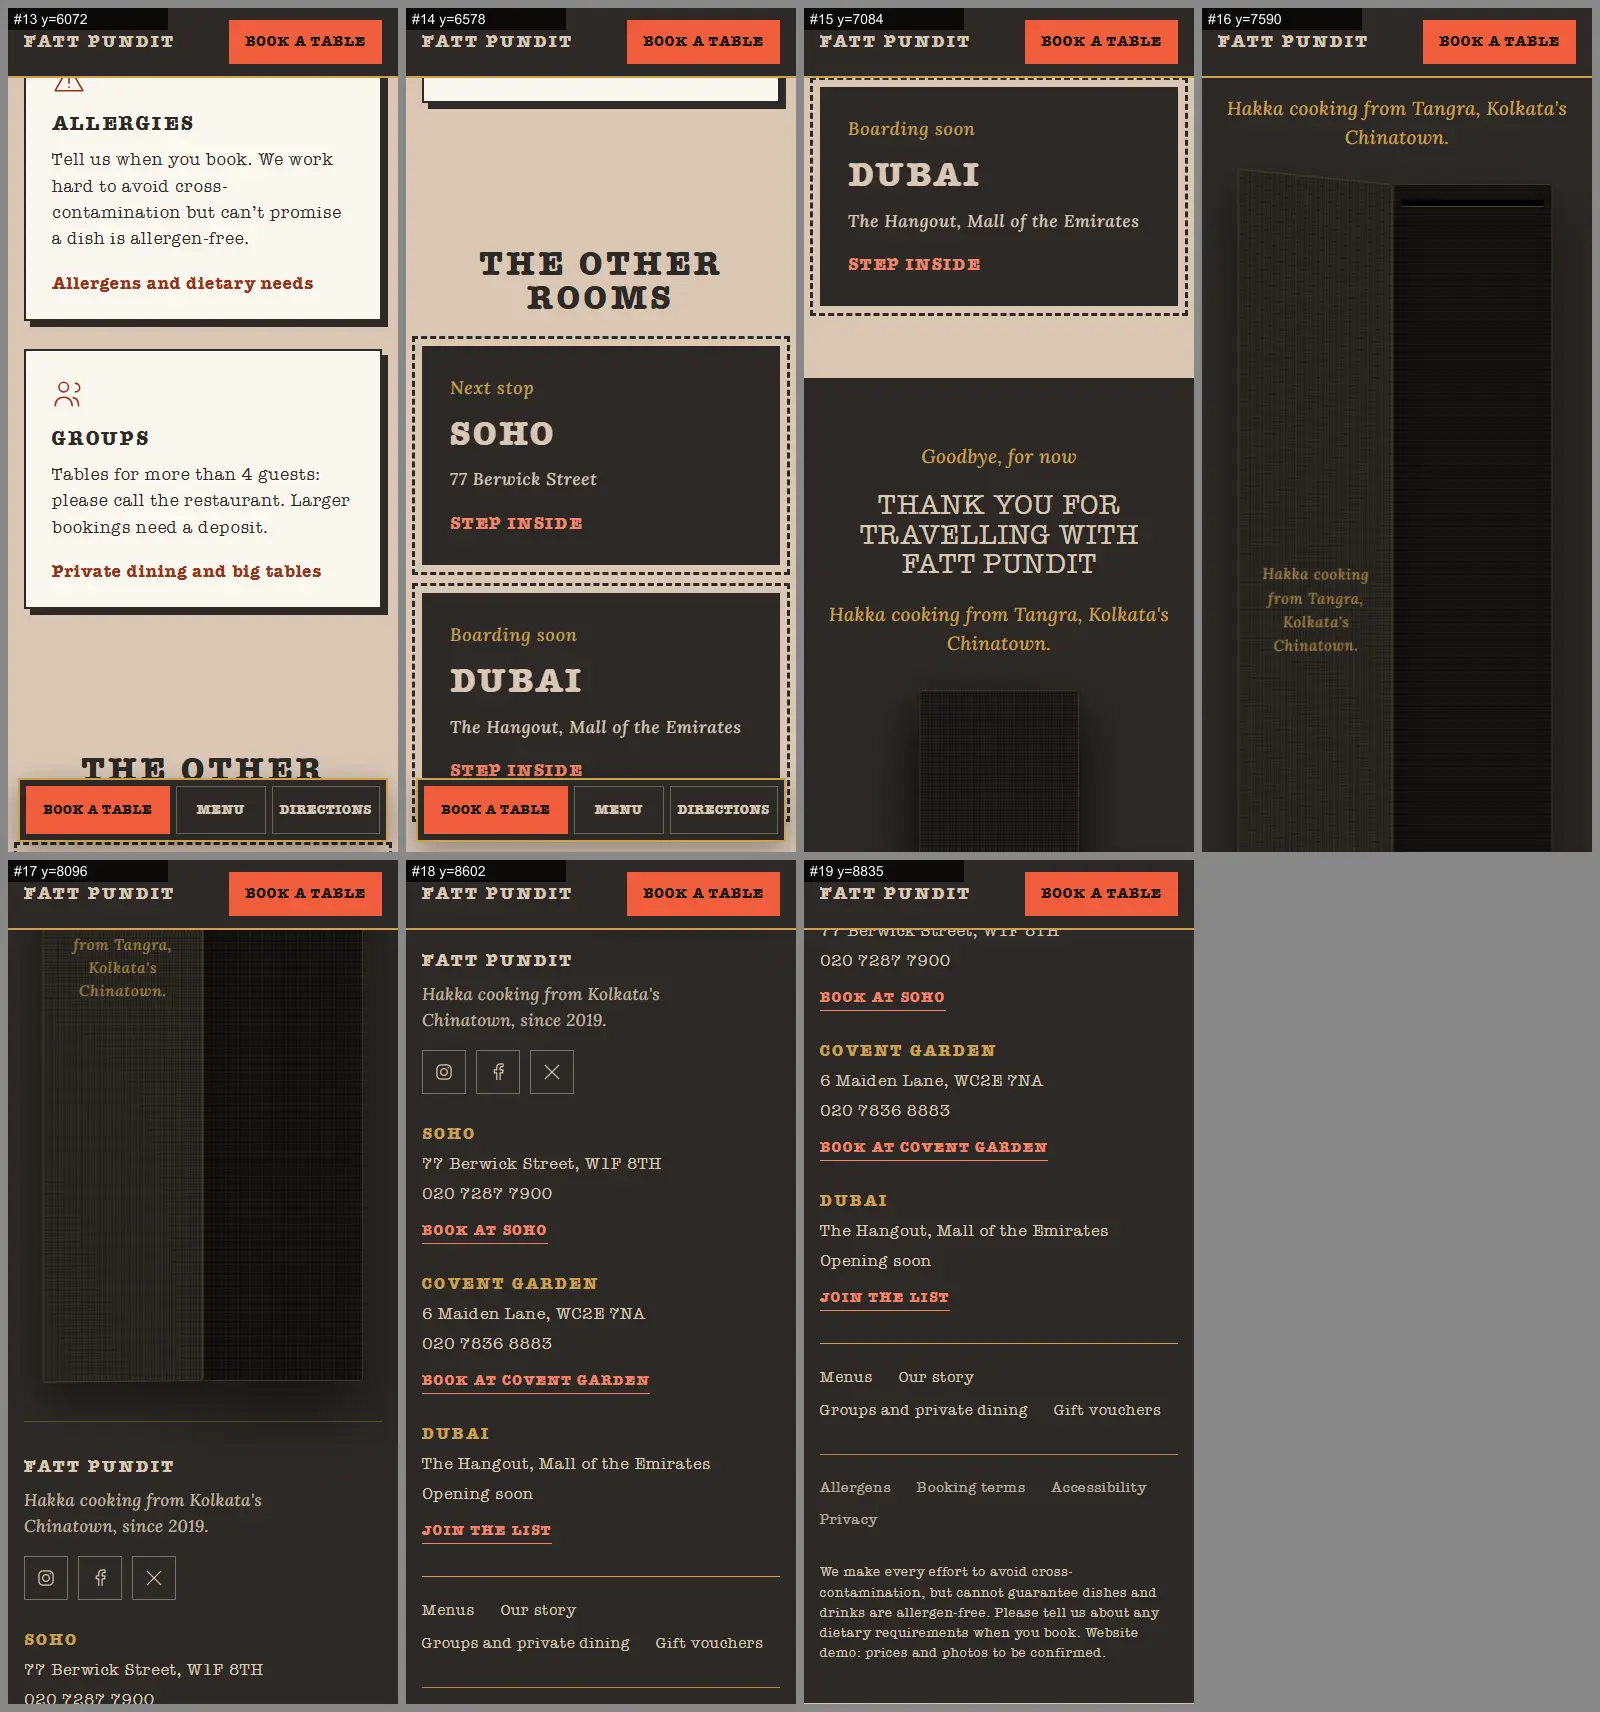 #13 y=6072
FATT PUNDIT
BOOK A TABLE
ALLERGIES
Tell us when you book. We work
hard to avoid cross-
contamination but can’t promise
a dish is allergen-free.
Allergens and dietary needs
GROUPS
Tables for more than 4 guests:
please call the restaurant. Larger
bookings need a deposit.
Private dining and big tables
THE OTHER
BOOK A TABLE
MENU
DIRECTIONS
#14 y=6578
FATT PUNDIT
BOOK A TABLE
THE OTHER
ROOMS
Next stop
SOHO
77 Berwick Street
STEP INSIDE
Boarding soon
DUBAI
The Hangout, Mall of the Emirates
STEP INSIDE
BOOK A TABLE
MENU
DIRECTIONS
#15 y=7084
FATT PUNDIT
BOOK A TABLE
Boarding soon
DUBAI
The Hangout, Mall of the Emirates
STEP INSIDE
Goodbye, for now
THANK YOU FOR
TRAVELLING WITH
FATT PUNDIT
Hakka cooking from Tangra, Kolkata's
Chinatown.
#16 y=7590
FATT PUNDIT
BOOK A TABLE
Hakka cooking from Tangra, Kolkata's
Chinatown.
Hakka cooking
from Tangra,
Kolkata's
Chinatown.
#17 y=8096
FATT PUNDIT
BOOK A TABLE
from Tangra,
Kolkata's
Chinatown.
FATT PUNDIT
Hakka cooking from Kolkata's
Chinatown, since 2019.
SOHO
77 Berwick Street, W1F 8TH
020 7287 7900
#18 y=8602
FATT PUNDIT
BOOK A TABLE
FATT PUNDIT
Hakka cooking from Kolkata's
Chinatown, since 2019.
SOHO
77 Berwick Street, W1F 8TH
020 7287 7900
BOOK AT SOHO
COVENT GARDEN
6 Maiden Lane, WC2E 7NA
020 7836 8883
BOOK AT COVENT GARDEN
DUBAI
The Hangout, Mall of the Emirates
Opening soon
JOIN THE LIST
Menus
Our story
Groups and private dining
Gift vouchers
#19 y=8835
FATT PUNDIT
BOOK A TABLE
77 Berwick Street, W1F 8TH
020 7287 7900
BOOK AT SOHO
COVENT GARDEN
6 Maiden Lane, WC2E 7NA
020 7836 8883
BOOK AT COVENT GARDEN
DUBAI
The Hangout, Mall of the Emirates
Opening soon
JOIN THE LIST
Menus
Our story
Groups and private dining
Gift vouchers
Allergens
Booking terms
Accessibility
Privacy
We make every effort to avoid cross-
contamination, but cannot guarantee dishes and
drinks are allergen-free. Please tell us about any
dietary requirements when you book. Website
demo: prices and photos to be confirmed.